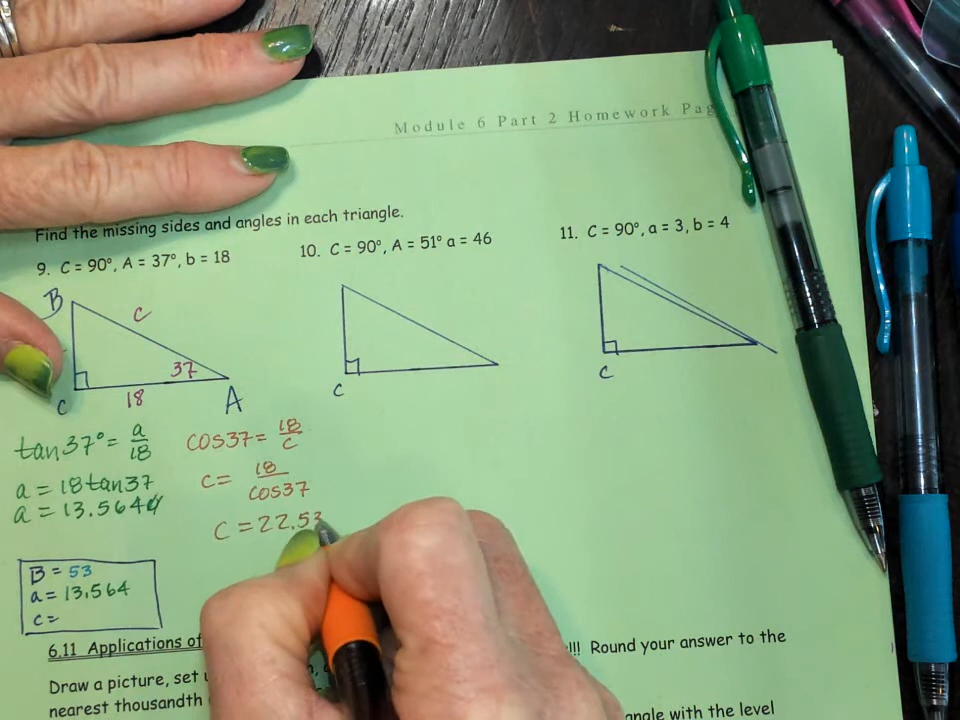 Module 6 Part 2 Homework
Find the missing sides and angles in each triangle.
9. C = 90°, A = 37°, b = 18
10. C = 90°, A = 51° a = 46
11. C = 90°, a = 3, b = 4
B
c
37
C
18
A
C
C
tan37° = a/18
a = 18tan37
a = 13.564
cos37 = 18/c
c = 18/cos37
c = 22.53
B = 53
a = 13.564
c =
6.11 Applications of
!!! Round your answer to the
Draw a picture, set
nearest thousandth
angle with the level